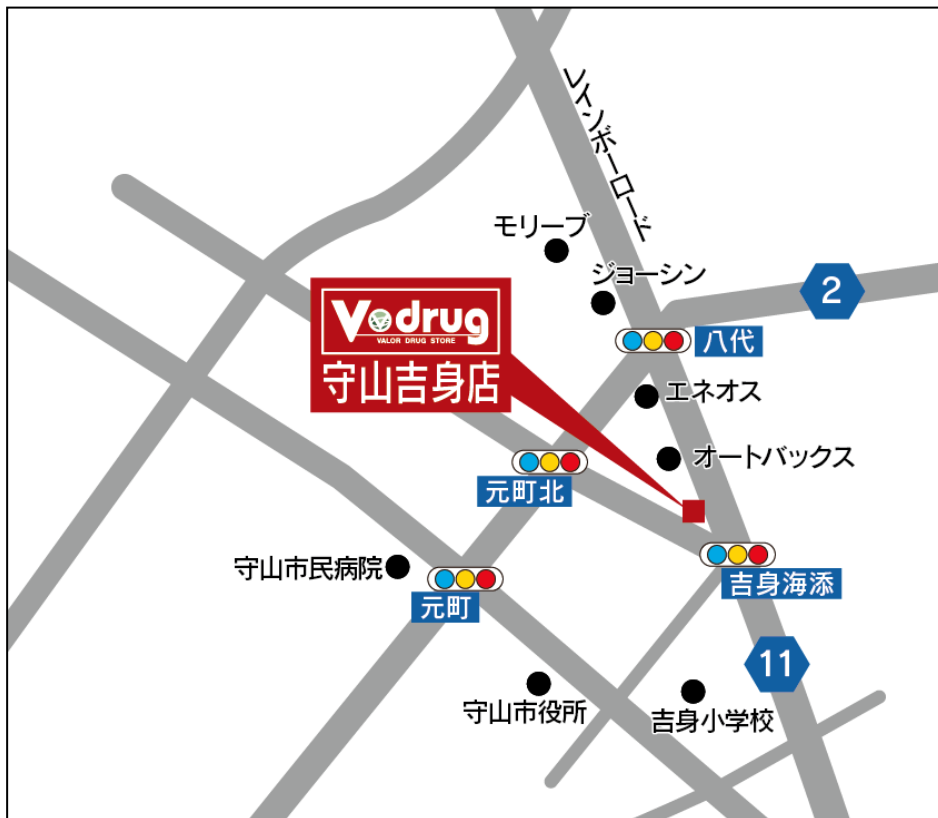 レインボーロード
モリーブ
ジョーシン
2
V drug
VALOR DRUG STORE
守山吉身店
八代
エネオス
オートバックス
元町北
守山市民病院
元町
吉身海添
11
守山市役所
吉身小学校